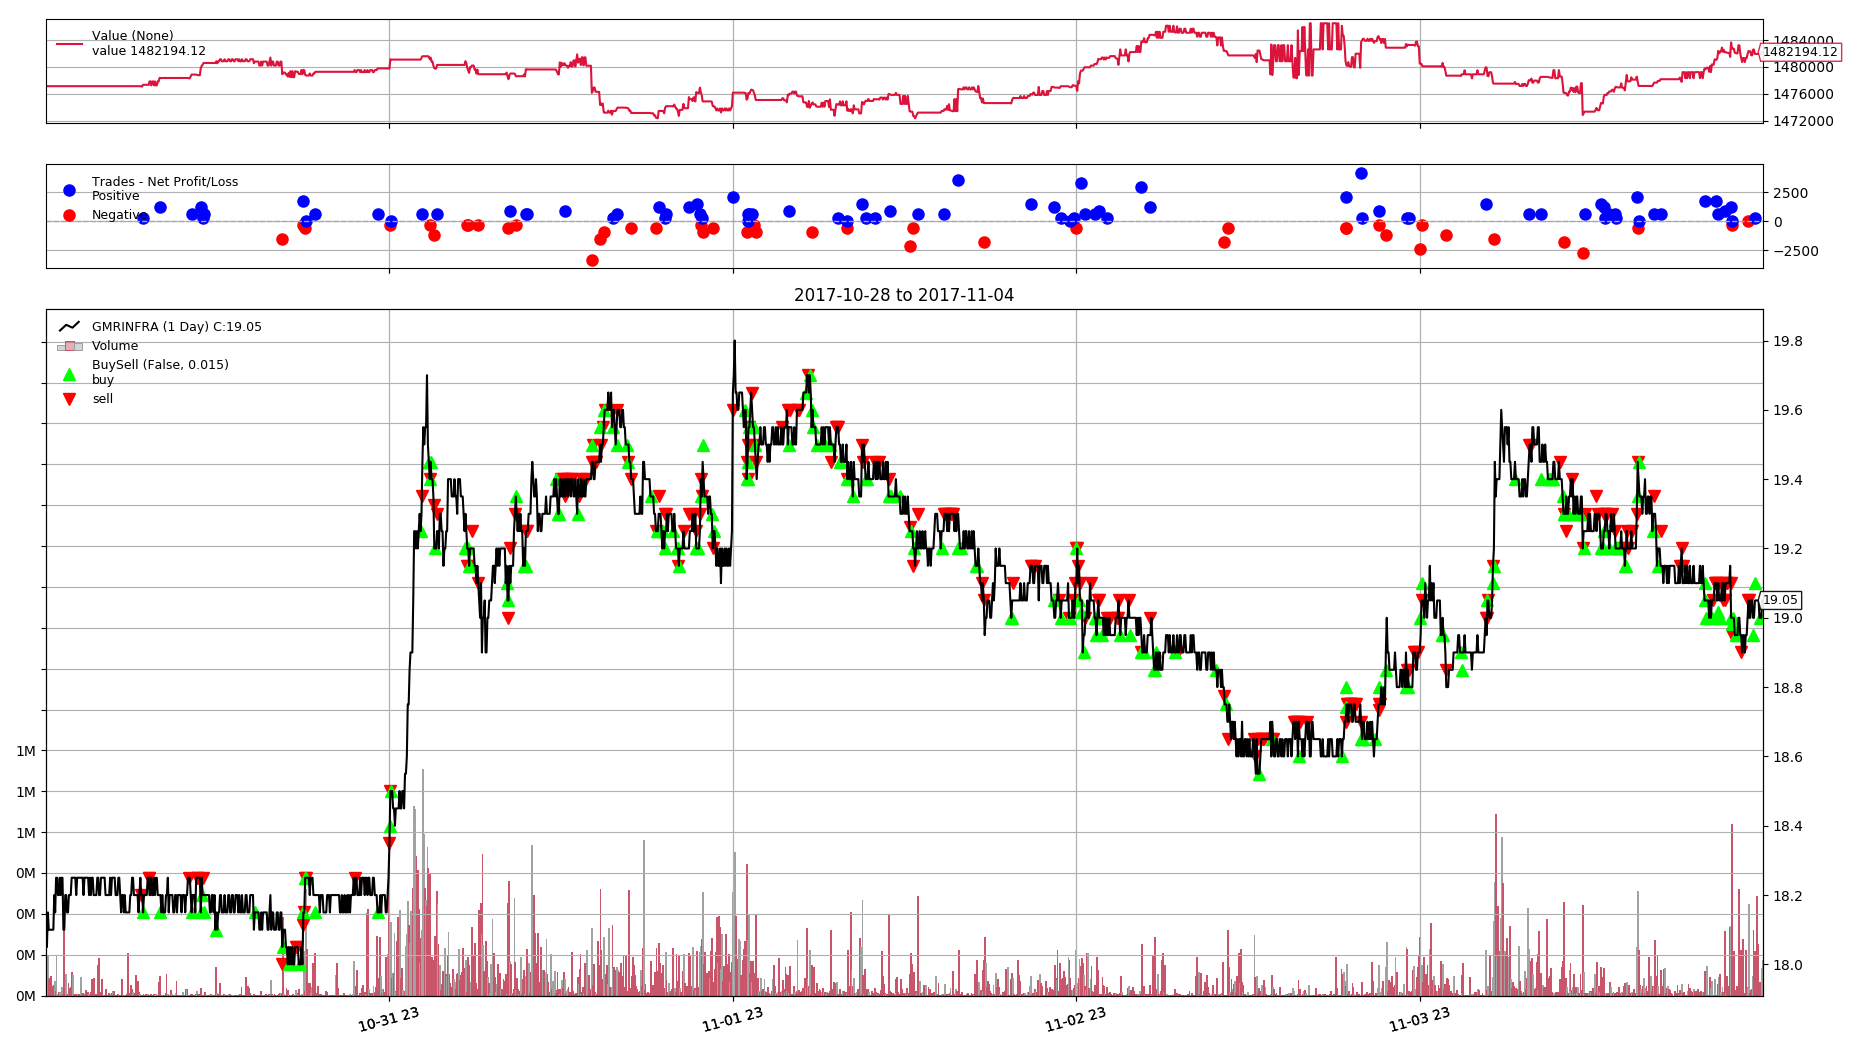 Value (None)
value 1482194.12
1484000
1482194.12
1480000
1476000
1472000
Trades - Net Profit/Loss
Positive
Negative
2500
0
−2500
2017-10-28 to 2017-11-04
GMRINFRA (1 Day) C:19.05
Volume
BuySell (False, 0.015)
buy
sell
19.8
19.6
19.4
19.2
19.05
19.0
18.8
18.6
18.4
18.2
18.0
1M
1M
1M
0M
0M
0M
0M
10-31 23
11-01 23
11-02 23
11-03 23